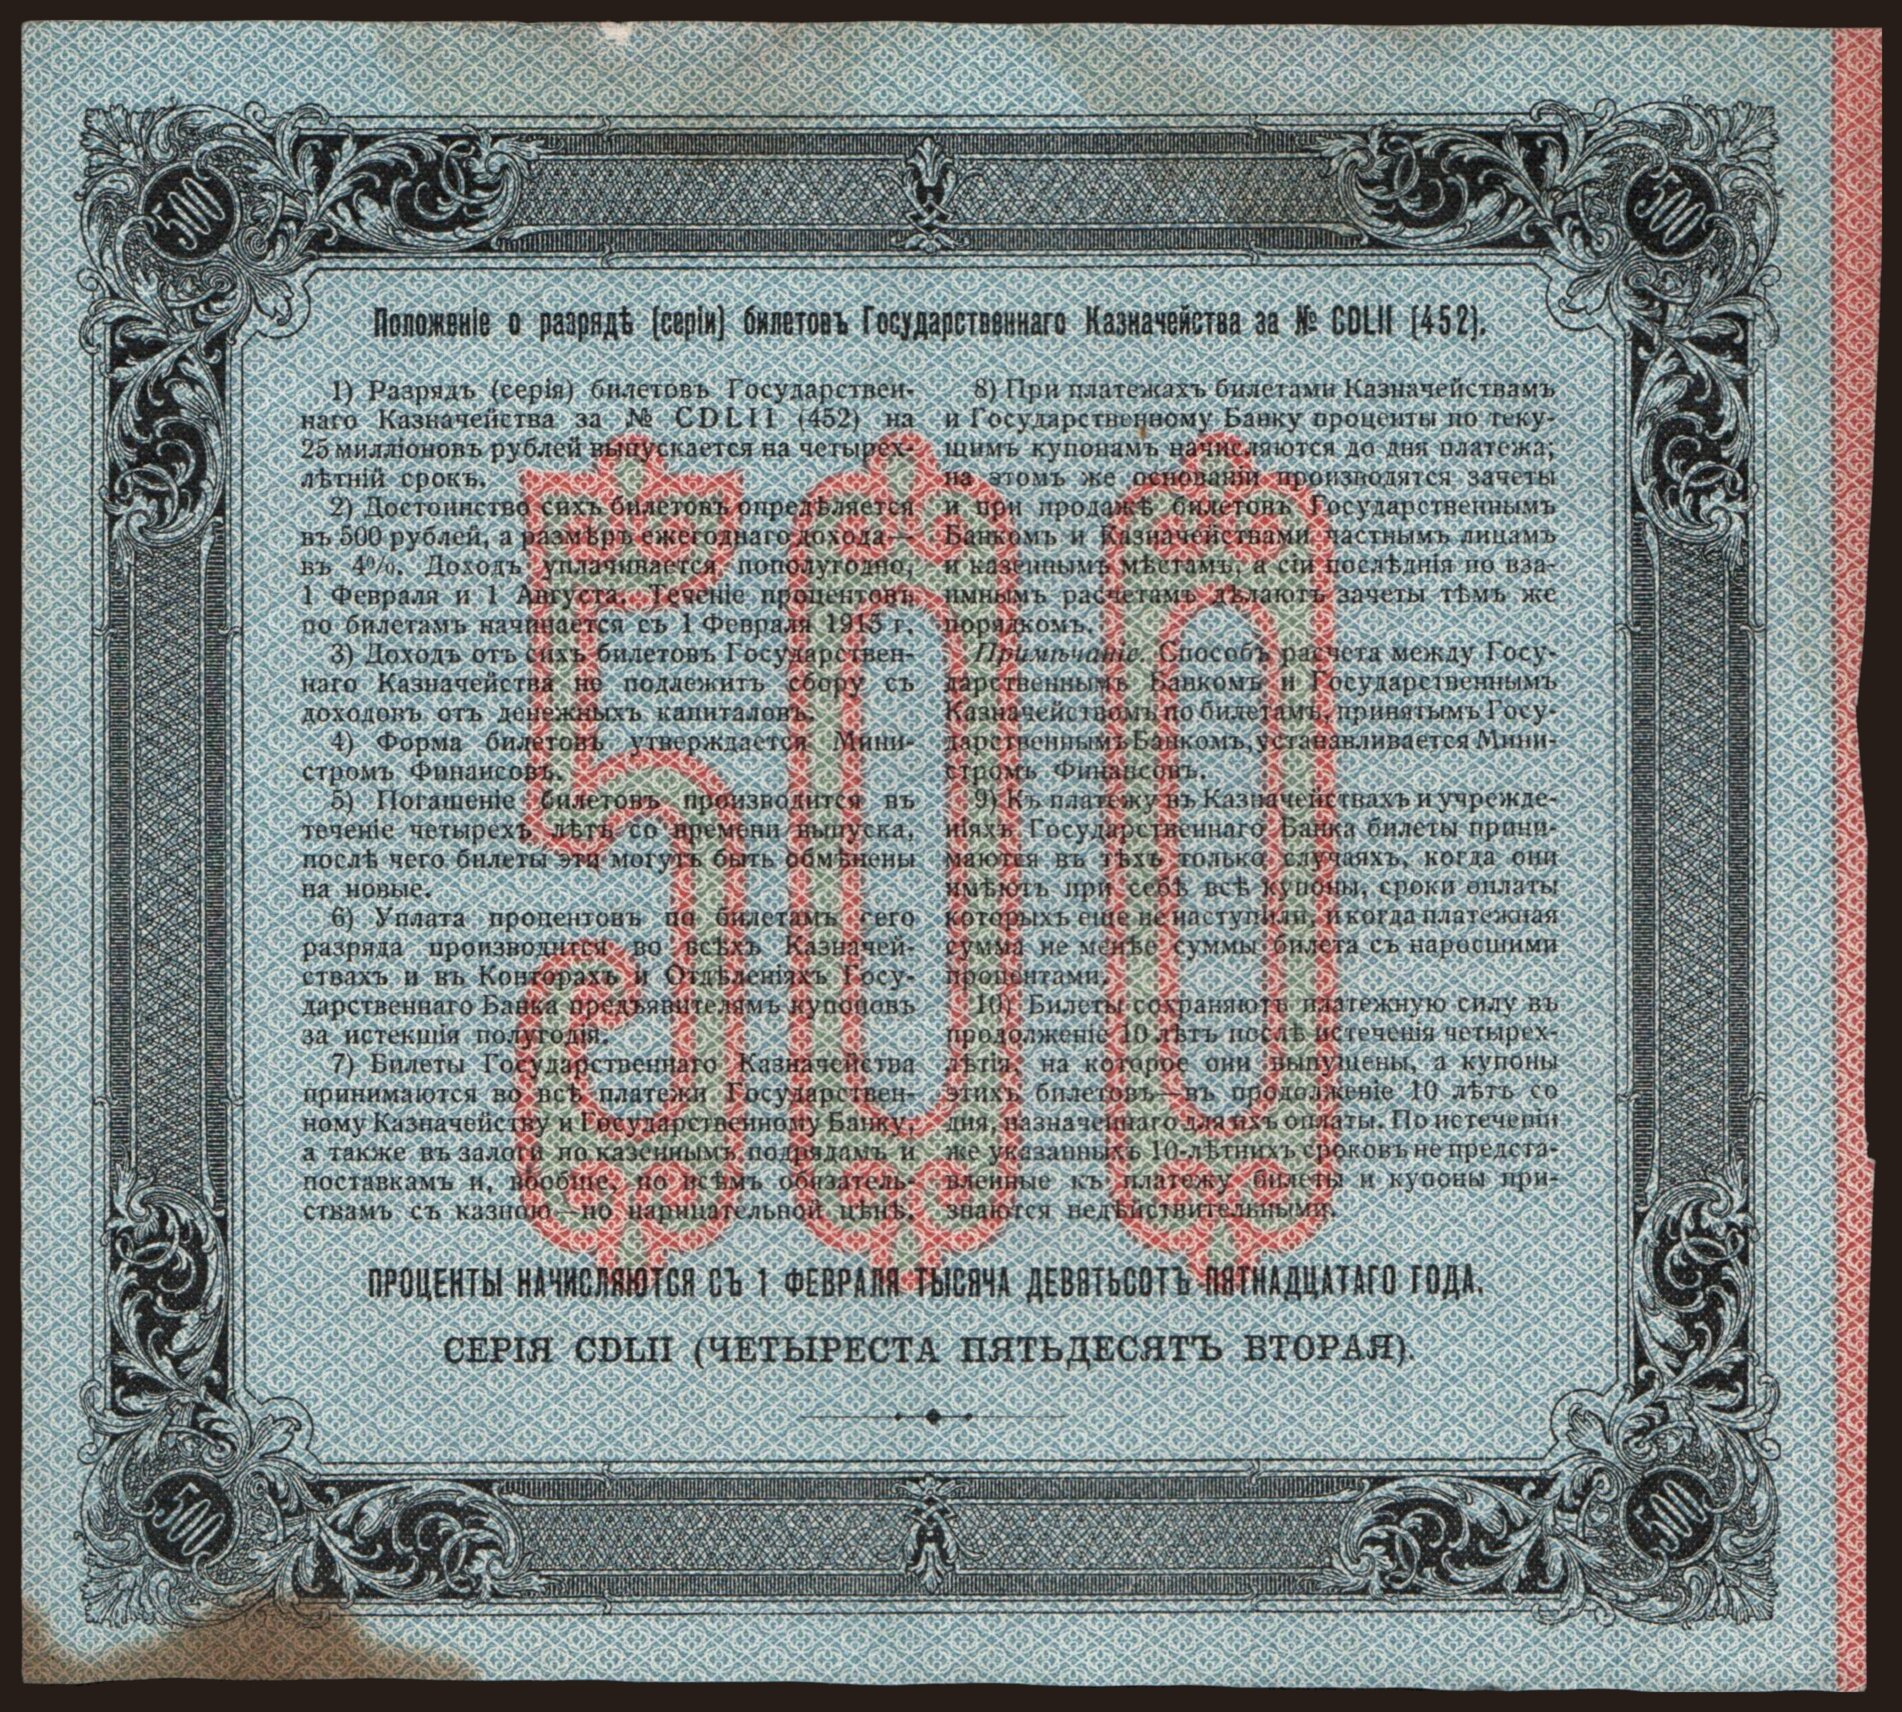 500
500
Положеніе о разрядѣ (серіи) билетовъ Государственнаго Казначейства за № CDLII (452).
1) Разрядъ (серія) билетовъ Государствен-
наго Казначейства за № CDLII (452) на
25 милліоновъ рублей выпускается на четырех-
лѣтній срокъ.
2) Достоинство сихъ билетовъ опредѣляется
въ 500 рублей, а размѣръ ежегоднаго дохода—
въ 4%. Доходъ уплачивается пополугодно,
1 Февраля и 1 Августа. Теченіе процентовъ
по билетамъ начинается съ 1 Февраля 1915 г.
3) Доходъ отъ сихъ билетовъ Государствен-
наго Казначейства не подлежитъ сбору съ
доходовъ отъ денежныхъ капиталовъ.
4) Форма билетовъ утверждается Мини-
стромъ Финансовъ.
5) Погашеніе билетовъ производится въ
теченіе четырехъ лѣтъ со времени выпуска,
послѣ чего билеты эти могутъ быть обмѣнены
на новые.
6) Уплата процентовъ по билетамъ сего
разряда производится во всѣхъ Казначей-
ствахъ и въ Конторахъ и Отдѣленіяхъ Госу-
дарственнаго Банка предъявителямъ купоновъ
за истекшія полугодія.
7) Билеты Государственнаго Казначейства
принимаются во всѣ платежи Государствен-
ному Казначейству и Государственному Банку,
а также въ залоги по казеннымъ подрядамъ и
поставкамъ и, вообще, по всѣмъ обязатель-
ствамъ съ казною—по нарицательной цѣнѣ.
8) При платежахъ билетами Казначействамъ
и Государственному Банку проценты по теку-
щимъ купонамъ начисляются до дня платежа;
на этомъ же основаніи производятся зачеты
и при продажѣ билетовъ Государственнымъ
Банкомъ и Казначействами частнымъ лицамъ
и казеннымъ мѣстамъ, а сіи послѣднія по вза-
имнымъ расчетамъ дѣлаютъ зачеты тѣмъ же
порядкомъ.
Примѣчаніе. Способъ расчета между Госу-
дарственнымъ Банкомъ и Государственнымъ
Казначействомъ по билетамъ, принятымъ Госу-
дарственнымъ Банкомъ, устанавливается Мини-
стромъ Финансовъ.
9) Къ платежу въ Казначействахъ и учрежде-
ніяхъ Государственнаго Банка билеты прини-
маются въ тѣхъ только случаяхъ, когда они
имѣютъ при себѣ всѣ купоны, сроки оплаты
которыхъ еще не наступили, и когда платежная
сумма не менѣе суммы билета съ наросшими
процентами.
10) Билеты сохраняютъ платежную силу въ
продолженіе 10 лѣтъ послѣ истеченія четырех-
лѣтія, на которое они выпущены, а купоны
этихъ билетовъ—въ продолженіе 10 лѣтъ со
дня, назначеннаго для ихъ оплаты. По истеченіи
же указанныхъ 10-лѣтнихъ сроковъ не предста-
вленные къ платежу билеты и купоны при-
знаются недѣйствительными.
500
ПРОЦЕНТЫ НАЧИСЛЯЮТСЯ СЪ 1 ФЕВРАЛЯ ТЫСЯЧА ДЕВЯТЬСОТЪ ПЯТНАДЦАТАГО ГОДА.
СЕРІЯ CDLII (ЧЕТЫРЕСТА ПЯТЬДЕСЯТЪ ВТОРАЯ).
500
500